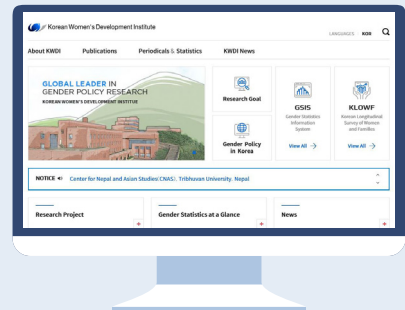 Korean Women's Development Institute
LANGUAGES KOR
About KWDI Publications Periodicals & Statistics KWDI News
GLOBAL LEADER IN
GENDER POLICY RESEARCH
KOREAN WOMEN'S DEVELOPMENT INSTITUE
Research Goal
Gender Policy
in Korea
GSIS
Gender Statistics
Information
System
View All
KLOWF
Korean Longitudinal
Survey of Women
and Families
View All
NOTICE Center for Nepal and Asian Studies(CNAS). Tribhuvan University. Nepal
Research Project +
Gender Statistics at a Glance +
News +